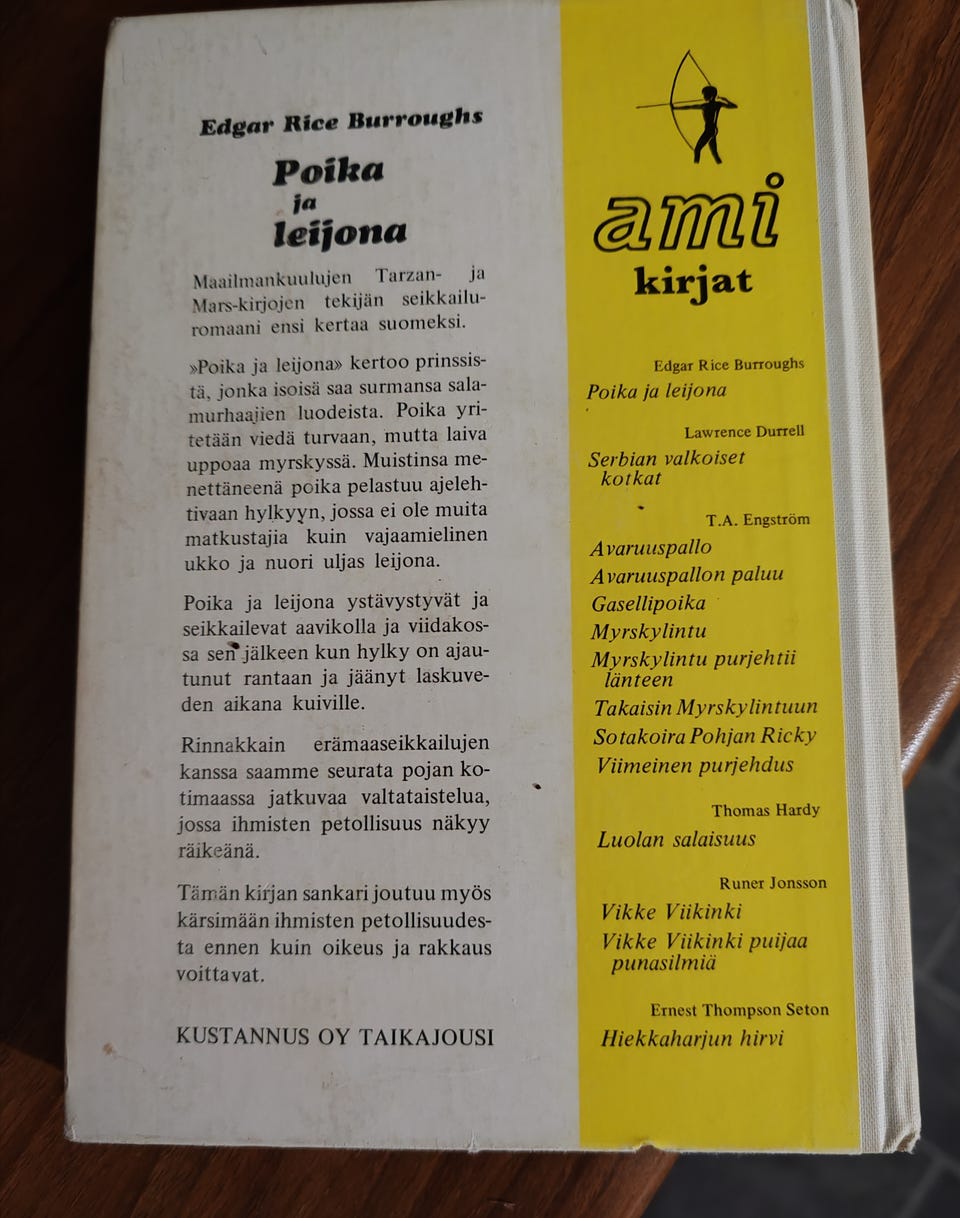 Edgar Rice Burroughs
Poika
ja
leijona
Maailmankuulujen Tarzan- ja
Mars-kirjojen tekijän seikkailu-
romaani ensi kertaa suomeksi.
»Poika ja leijona» kertoo prinssis-
tä, jonka isoisä saa surmansa sala-
murhaajien luodeista. Poika yri-
tetään viedä turvaan, mutta laiva
uppoaa myrskyssä. Muistinsa me-
nettäneenä poika pelastuu ajeleh-
tivaan hylkyyn, jossa ei ole muita
matkustajia kuin vajaamielinen
ukko ja nuori uljas leijona.
Poika ja leijona ystävystyvät ja
seikkailevat aavikolla ja viidakos-
sa sen jälkeen kun hylky on ajau-
tunut rantaan ja jäänyt laskuve-
den aikana kuiville.
Rinnakkain erämaaseikkailujen
kanssa saamme seurata pojan ko-
timaassa jatkuvaa valtataistelua,
jossa ihmisten petollisuus näkyy
räikeänä.
Tämän kirjan sankari joutuu myös
kärsimään ihmisten petollisuudes-
ta ennen kuin oikeus ja rakkaus
voittavat.
KUSTANNUS OY TAIKAJOUSI
ami
kirjat
Edgar Rice Burroughs
Poika ja leijona
Lawrence Durrell
Serbian valkoiset
kotkat
T.A. Engström
Avaruuspallo
Avaruuspallon paluu
Gasellipoika
Myrskylintu
Myrskylintu purjehtii
länteen
Takaisin Myrskylintuun
Sotakoira Pohjan Ricky
Viimeinen purjehdus
Thomas Hardy
Luolan salaisuus
Runer Jonsson
Vikke Viikinki
Vikke Viikinki puijaa
punasilmiä
Ernest Thompson Seton
Hiekkaharjun hirvi